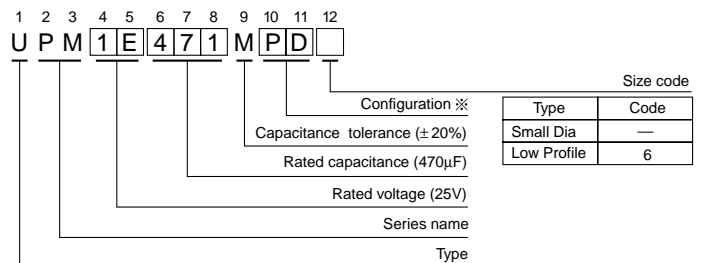 1 2 3 4 5 6 7 8 9 10 11 12
U P M 1 E 4 7 1 M P D
Size code
Configuration ※
Capacitance tolerance (±20%)
Rated capacitance (470µF)
Rated voltage (25V)
Series name
Type
Type Code
Small Dia —
Low Profile 6